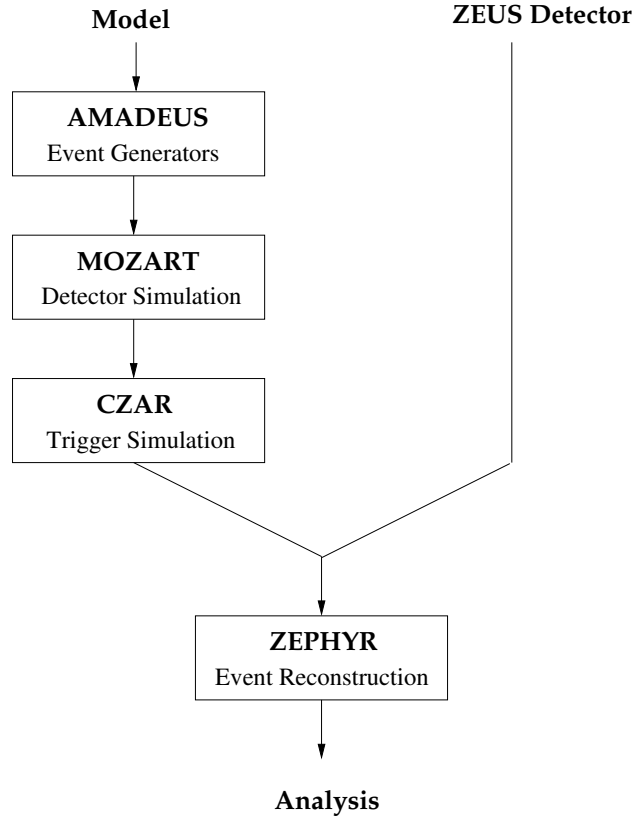 Model
ZEUS Detector
AMADEUS
Event Generators
MOZART
Detector Simulation
CZAR
Trigger Simulation
ZEPHYR
Event Reconstruction
Analysis